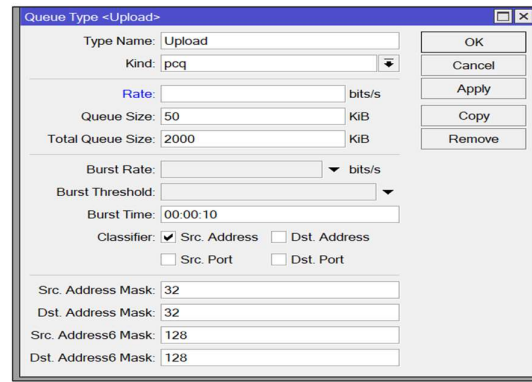 Queue Type <Upload>
Type Name: Upload
Kind: pcq
Rate: bits/s
Queue Size: 50 KiB
Total Queue Size: 2000 KiB
Burst Rate: bits/s
Burst Threshold:
Burst Time: 00:00:10
Classifier: Src. Address Dst. Address
Src. Port Dst. Port
Src. Address Mask: 32
Dst. Address Mask: 32
Src. Address6 Mask: 128
Dst. Address6 Mask: 128
OK
Cancel
Apply
Copy
Remove